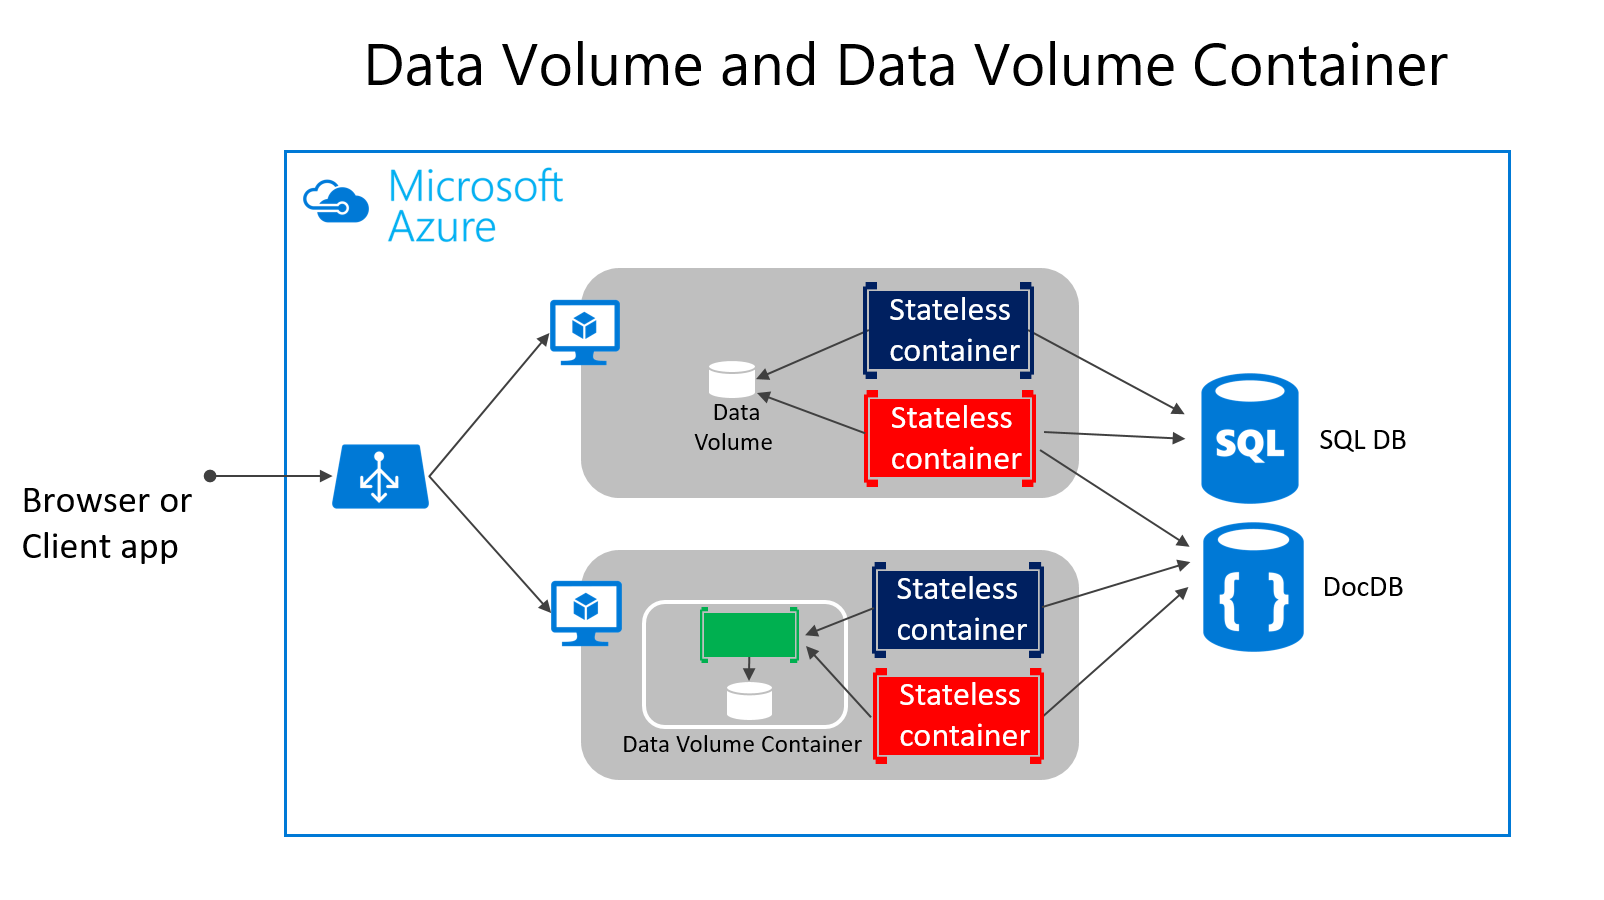 Data Volume and Data Volume Container
Microsoft
Azure
Stateless
container
Data
Volume
Stateless
container
SQL
SQL DB
Browser or
Client app
Stateless
container
{ }
DocDB
Stateless
container
Data Volume Container